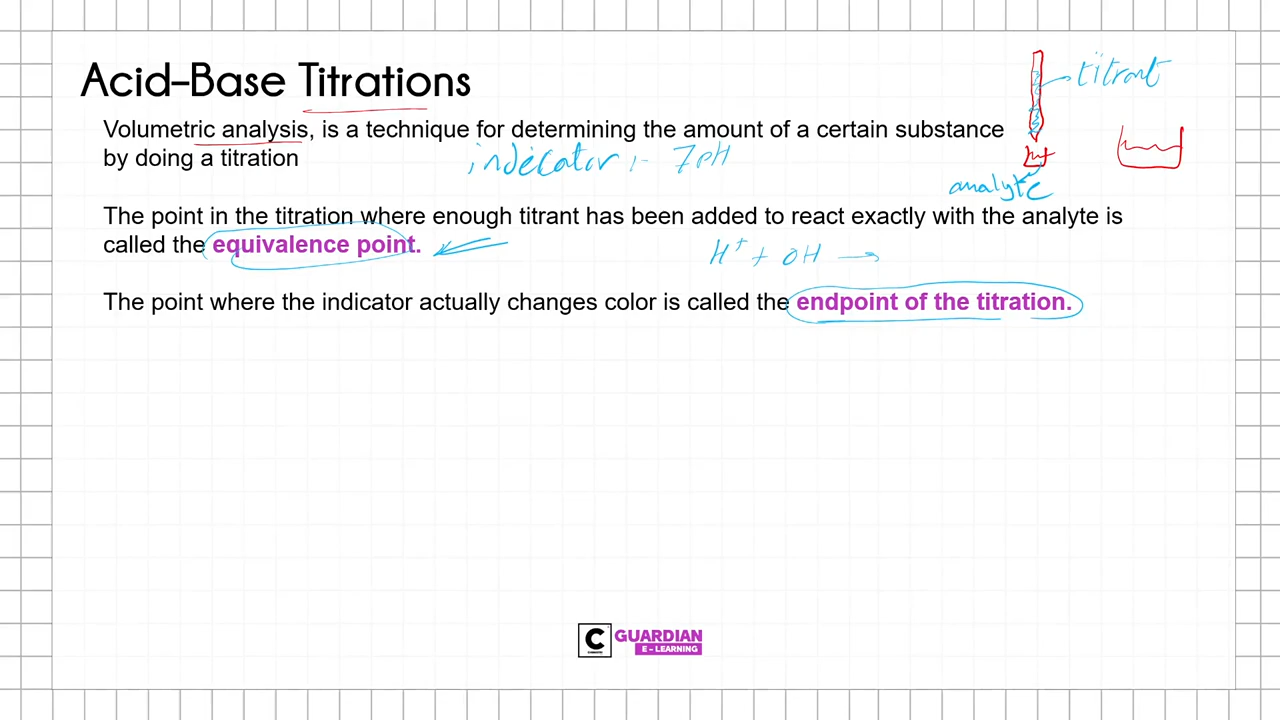 Acid–Base Titrations
titrant
Volumetric analysis, is a technique for determining the amount of a certain substance
by doing a titration
indicator :- 7 pH
analyte
The point in the titration where enough titrant has been added to react exactly with the analyte is
called the equivalence point.
H+ + OH →
The point where the indicator actually changes color is called the endpoint of the titration.
C
GUARDIAN
E - LEARNING